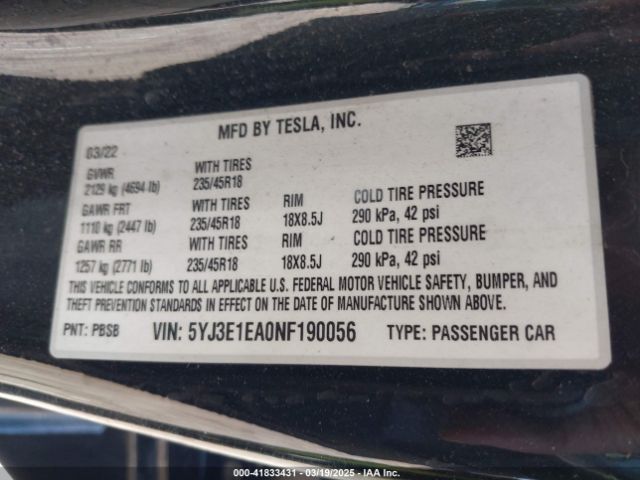 MFD BY TESLA, INC.
03/22
GVWR WITH TIRES
2129 kg (4694 lb) 235/45R18
GAWR FRT WITH TIRES RIM COLD TIRE PRESSURE
1110 kg (2447 lb) 235/45R18 18X8.5J 290 kPa, 42 psi
GAWR RR WITH TIRES RIM COLD TIRE PRESSURE
1257 kg (2771 lb) 235/45R18 18X8.5J 290 kPa, 42 psi
THIS VEHICLE CONFORMS TO ALL APPLICABLE U.S. FEDERAL MOTOR VEHICLE SAFETY, BUMPER, AND
THEFT PREVENTION STANDARDS IN EFFECT ON THE DATE OF MANUFACTURE SHOWN ABOVE.
PNT: PBSB VIN: 5YJ3E1EA0NF190056 TYPE: PASSENGER CAR
000-41833431 - 03/19/2025 - IAA Inc.